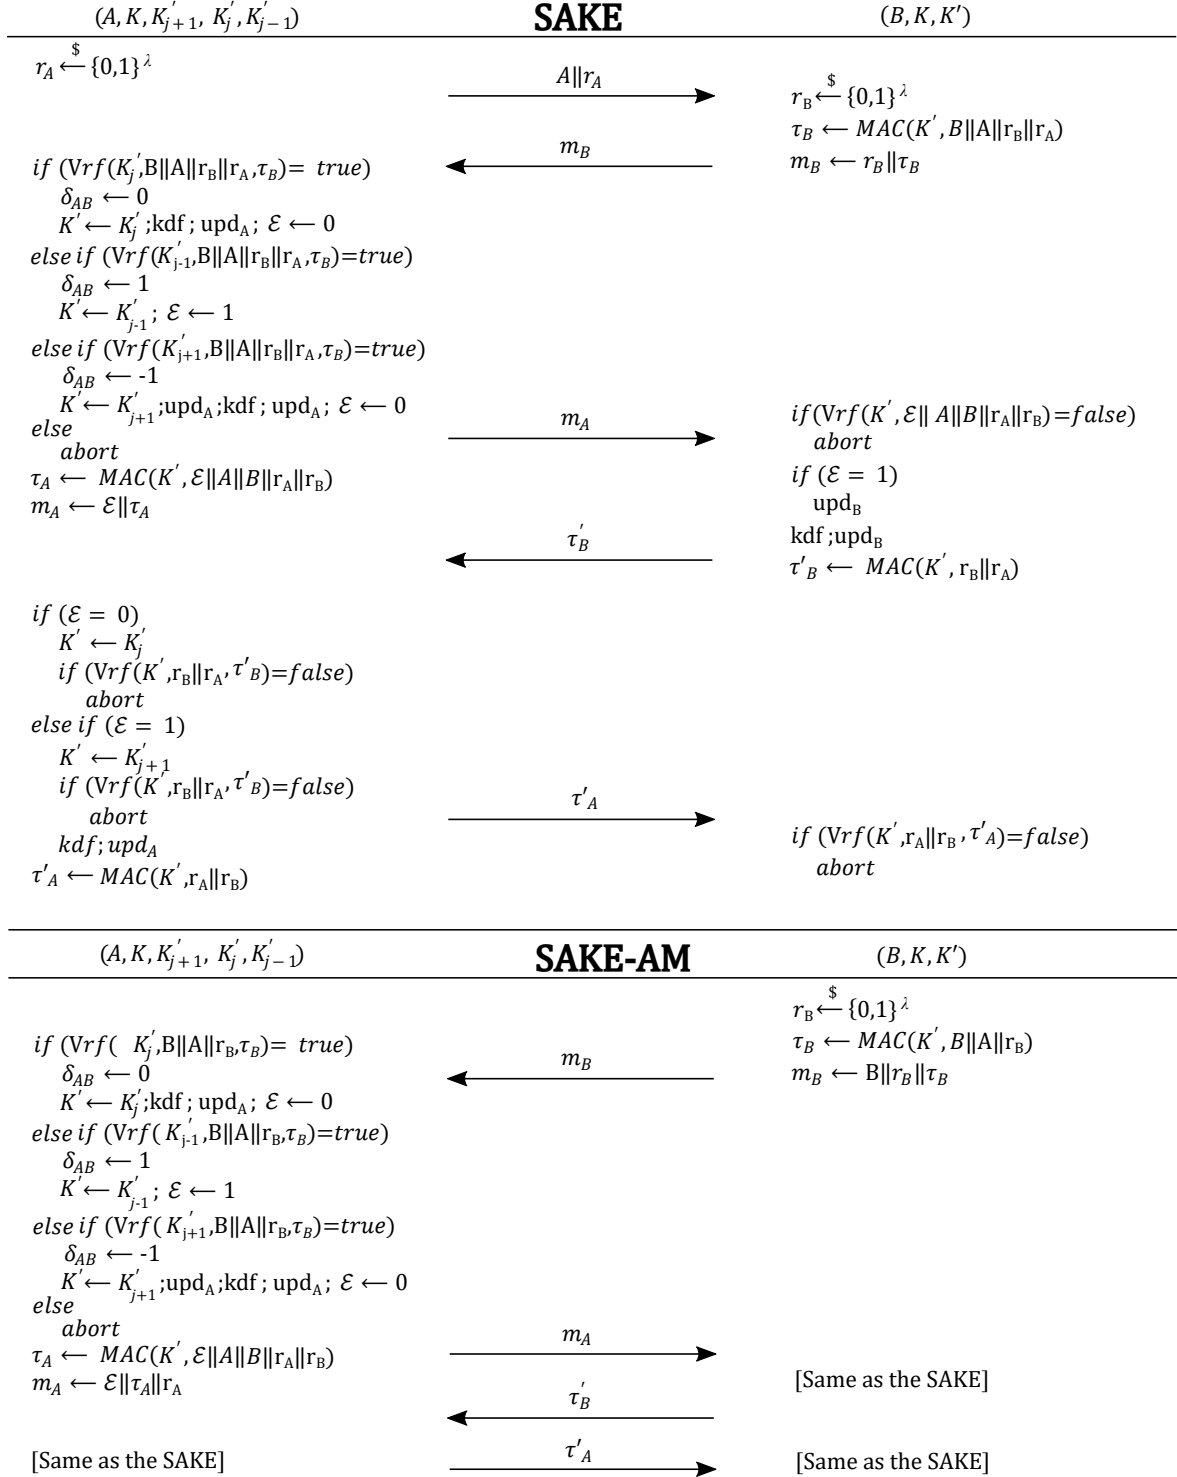 (A, K, K'_{j+1}, K'_j, K'_{j-1}) SAKE (B, K, K')
r_A ←$ {0,1}^λ
A||r_A
r_B ←$ {0,1}^λ
τ_B ← MAC(K', B||A||r_B||r_A)
m_B
m_B ← r_B||τ_B
if (Vrf(K'_j,B||A||r_B||r_A,τ_B)= true)
δ_AB ← 0
K' ← K'_j ;kdf ; upd_A ; ℰ ← 0
else if (Vrf(K'_{j-1},B||A||r_B||r_A,τ_B)=true)
δ_AB ← 1
K' ← K'_{j-1} ; ℰ ← 1
else if (Vrf(K'_{j+1},B||A||r_B||r_A,τ_B)=true)
δ_AB ← -1
K' ← K'_{j+1} ;upd_A ;kdf ; upd_A ; ℰ ← 0
else
abort
τ_A ← MAC(K', ℰ||A||B||r_A||r_B)
m_A ← ℰ||τ_A
m_A
if(Vrf(K', ℰ|| A||B||r_A||r_B)=false)
abort
if (ℰ = 1)
upd_B
kdf ;upd_B
τ'_B ← MAC(K', r_B||r_A)
τ'_B
if (ℰ = 0)
K' ← K'_j
if (Vrf(K',r_B||r_A, τ'_B)=false)
abort
else if (ℰ = 1)
K' ← K'_{j+1}
if (Vrf(K',r_B||r_A, τ'_B)=false)
abort
kdf; upd_A
τ'_A ← MAC(K',r_A||r_B)
τ'_A
if (Vrf(K',r_A||r_B , τ'_A)=false)
abort
(A, K, K'_{j+1}, K'_j, K'_{j-1}) SAKE-AM (B, K, K')
r_B ←$ {0,1}^λ
τ_B ← MAC(K', B||A||r_B)
m_B ← B||r_B||τ_B
m_B
if (Vrf( K'_j,B||A||r_B,τ_B)= true)
δ_AB ← 0
K' ← K'_j;kdf ; upd_A ; ℰ ← 0
else if (Vrf( K'_{j-1},B||A||r_B,τ_B)=true)
δ_AB ← 1
K' ← K'_{j-1} ; ℰ ← 1
else if (Vrf( K'_{j+1},B||A||r_B,τ_B)=true)
δ_AB ← -1
K' ← K'_{j+1} ;upd_A ;kdf ; upd_A ; ℰ ← 0
else
abort
τ_A ← MAC(K', ℰ||A||B||r_A||r_B)
m_A ← ℰ||τ_A||r_A
m_A
[Same as the SAKE]
τ'_B
[Same as the SAKE] τ'_A [Same as the SAKE]